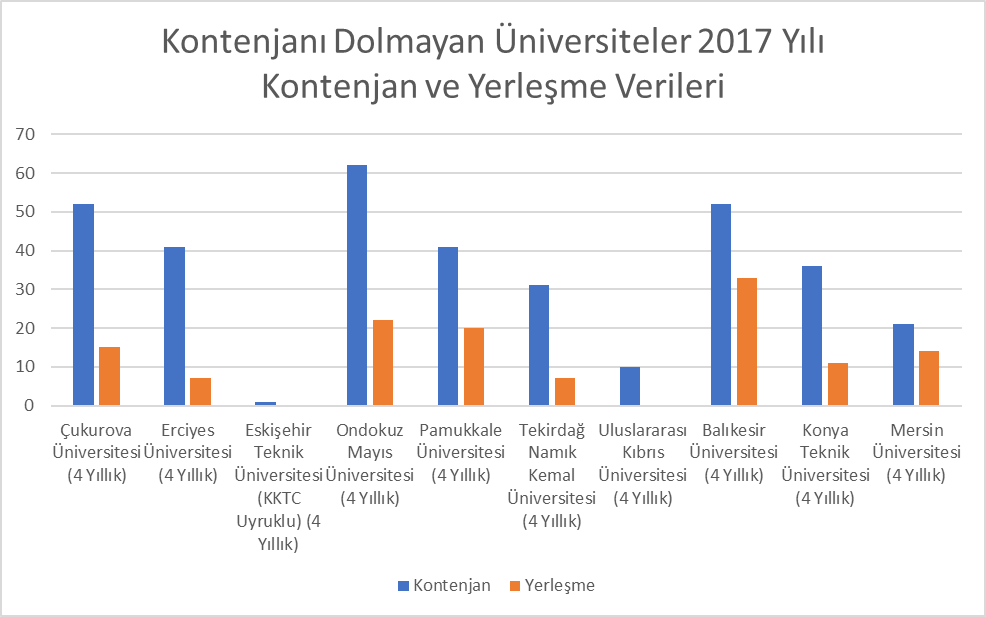 Kontenjanı Dolmayan Üniversiteler 2017 Yılı
Kontenjan ve Yerleşme Verileri
70
60
50
40
30
20
10
0
Çukurova
Üniversitesi
(4 Yıllık)
Erciyes
Üniversitesi
(4 Yıllık)
Eskişehir
Teknik
Üniversitesi
(KKTC
Uyruklu) (4
Yıllık)
Ondokuz
Mayıs
Üniversitesi
(4 Yıllık)
Pamukkale
Üniversitesi
(4 Yıllık)
Tekirdağ
Namık
Kemal
Üniversitesi
(4 Yıllık)
Uluslararası
Kıbrıs
Üniversitesi
(4 Yıllık)
Balıkesir
Üniversitesi
(4 Yıllık)
Konya
Teknik
Üniversitesi
(4 Yıllık)
Mersin
Üniversitesi
(4 Yıllık)
Kontenjan
Yerleşme